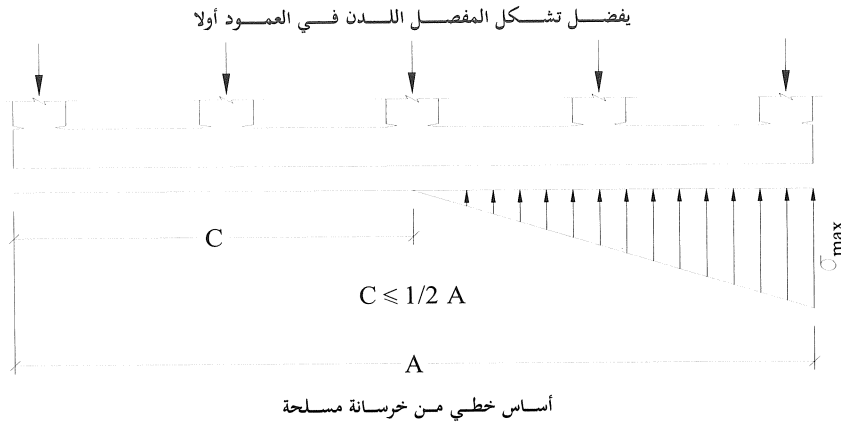 يفضل تشكل المفصل اللدن في العمود أولا
C
σmax
C ⩽ 1/2 A
A
أساس خطي من خرسانة مسلحة